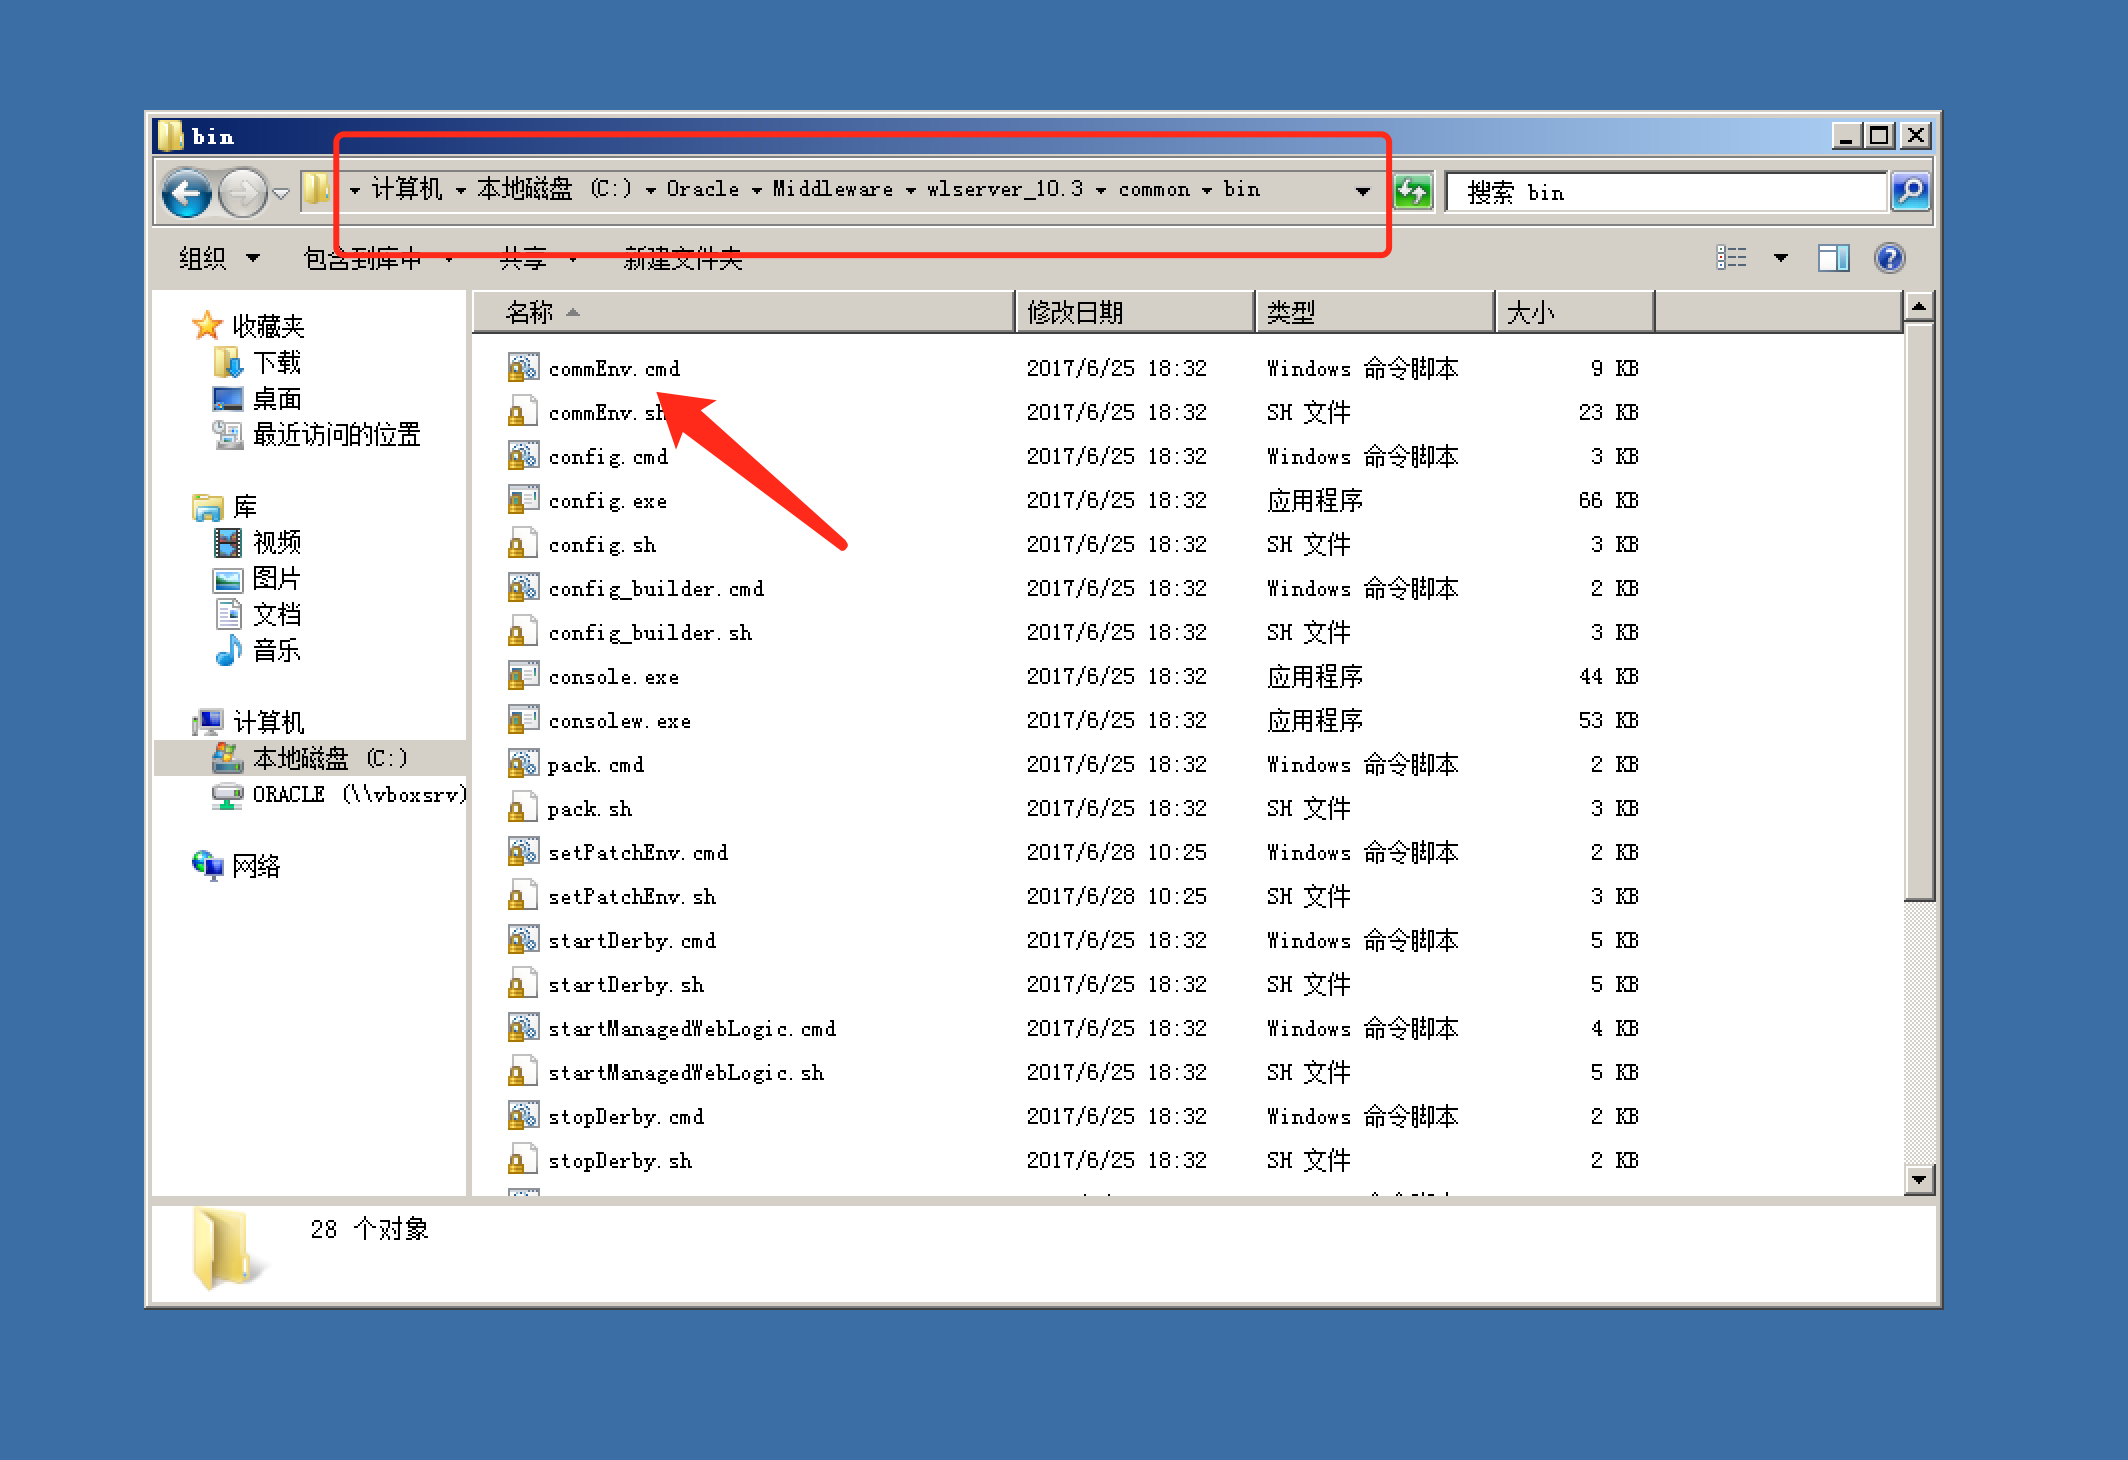 bin
计算机 本地磁盘 (C:) Oracle Middleware wlserver_10.3 common bin
搜索 bin
组织 包含到库中 共享 新建文件夹
收藏夹
下载
桌面
最近访问的位置
库
视频
图片
文档
音乐
计算机
本地磁盘 (C:)
ORACLE (\\vboxsrv)
网络
名称 修改日期 类型 大小
commEnv.cmd 2017/6/25 18:32 Windows 命令脚本 9 KB
commEnv.sh 2017/6/25 18:32 SH 文件 23 KB
config.cmd 2017/6/25 18:32 Windows 命令脚本 3 KB
config.exe 2017/6/25 18:32 应用程序 66 KB
config.sh 2017/6/25 18:32 SH 文件 3 KB
config_builder.cmd 2017/6/25 18:32 Windows 命令脚本 2 KB
config_builder.sh 2017/6/25 18:32 SH 文件 3 KB
console.exe 2017/6/25 18:32 应用程序 44 KB
consolew.exe 2017/6/25 18:32 应用程序 53 KB
pack.cmd 2017/6/25 18:32 Windows 命令脚本 2 KB
pack.sh 2017/6/25 18:32 SH 文件 3 KB
setPatchEnv.cmd 2017/6/28 10:25 Windows 命令脚本 2 KB
setPatchEnv.sh 2017/6/28 10:25 SH 文件 3 KB
startDerby.cmd 2017/6/25 18:32 Windows 命令脚本 5 KB
startDerby.sh 2017/6/25 18:32 SH 文件 5 KB
startManagedWebLogic.cmd 2017/6/25 18:32 Windows 命令脚本 4 KB
startManagedWebLogic.sh 2017/6/25 18:32 SH 文件 5 KB
stopDerby.cmd 2017/6/25 18:32 Windows 命令脚本 2 KB
stopDerby.sh 2017/6/25 18:32 SH 文件 2 KB
28 个对象